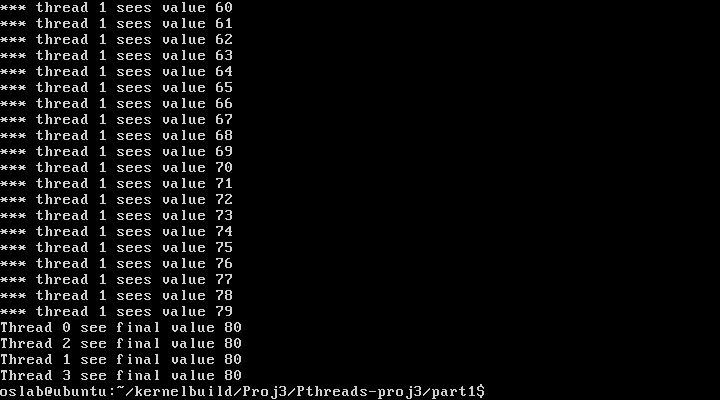 *** thread 1 sees value 60
*** thread 1 sees value 61
*** thread 1 sees value 62
*** thread 1 sees value 63
*** thread 1 sees value 64
*** thread 1 sees value 65
*** thread 1 sees value 66
*** thread 1 sees value 67
*** thread 1 sees value 68
*** thread 1 sees value 69
*** thread 1 sees value 70
*** thread 1 sees value 71
*** thread 1 sees value 72
*** thread 1 sees value 73
*** thread 1 sees value 74
*** thread 1 sees value 75
*** thread 1 sees value 76
*** thread 1 sees value 77
*** thread 1 sees value 78
*** thread 1 sees value 79
Thread 0 see final value 80
Thread 2 see final value 80
Thread 1 see final value 80
Thread 3 see final value 80
oslab@ubuntu:~/kernelbuild/Proj3/Pthreads-proj3/part1$